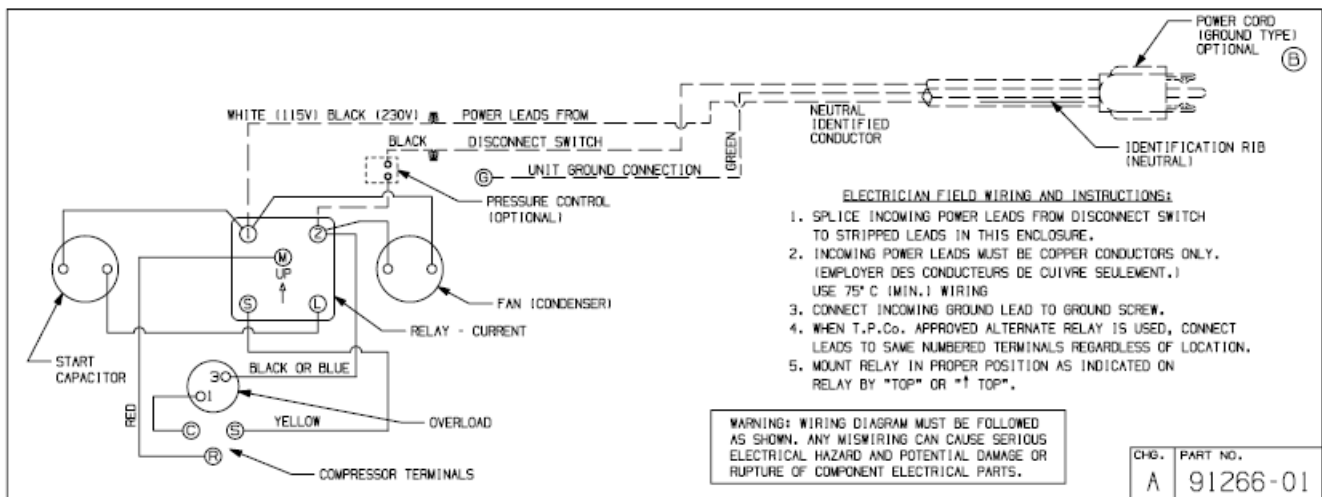 POWER CORD
(GROUND TYPE)
OPTIONAL
B
WHITE (115V) BLACK (230V)
POWER LEADS FROM
BLACK
DISCONNECT SWITCH
NEUTRAL
IDENTIFIED
CONDUCTOR
GREEN
IDENTIFICATION RIB
(NEUTRAL)
G
UNIT GROUND CONNECTION
PRESSURE CONTROL
(OPTIONAL)
1
2
M
UP
S
L
FAN (CONDENSER)
RELAY - CURRENT
START
CAPACITOR
BLACK OR BLUE
3
1
OVERLOAD
RED
YELLOW
C
S
R
COMPRESSOR TERMINALS
ELECTRICIAN FIELD WIRING AND INSTRUCTIONS:
1. SPLICE INCOMING POWER LEADS FROM DISCONNECT SWITCH
TO STRIPPED LEADS IN THIS ENCLOSURE.
2. INCOMING POWER LEADS MUST BE COPPER CONDUCTORS ONLY.
(EMPLOYER DES CONDUCTEURS DE CUIVRE SEULEMENT.)
USE 75° C (MIN.) WIRING
3. CONNECT INCOMING GROUND LEAD TO GROUND SCREW.
4. WHEN T.P.Co. APPROVED ALTERNATE RELAY IS USED, CONNECT
LEADS TO SAME NUMBERED TERMINALS REGARDLESS OF LOCATION.
5. MOUNT RELAY IN PROPER POSITION AS INDICATED ON
RELAY BY "TOP" OR "↑ TOP".
WARNING: WIRING DIAGRAM MUST BE FOLLOWED
AS SHOWN. ANY MISWIRING CAN CAUSE SERIOUS
ELECTRICAL HAZARD AND POTENTIAL DAMAGE OR
RUPTURE OF COMPONENT ELECTRICAL PARTS.
CHG.
A
PART NO.
91266-01